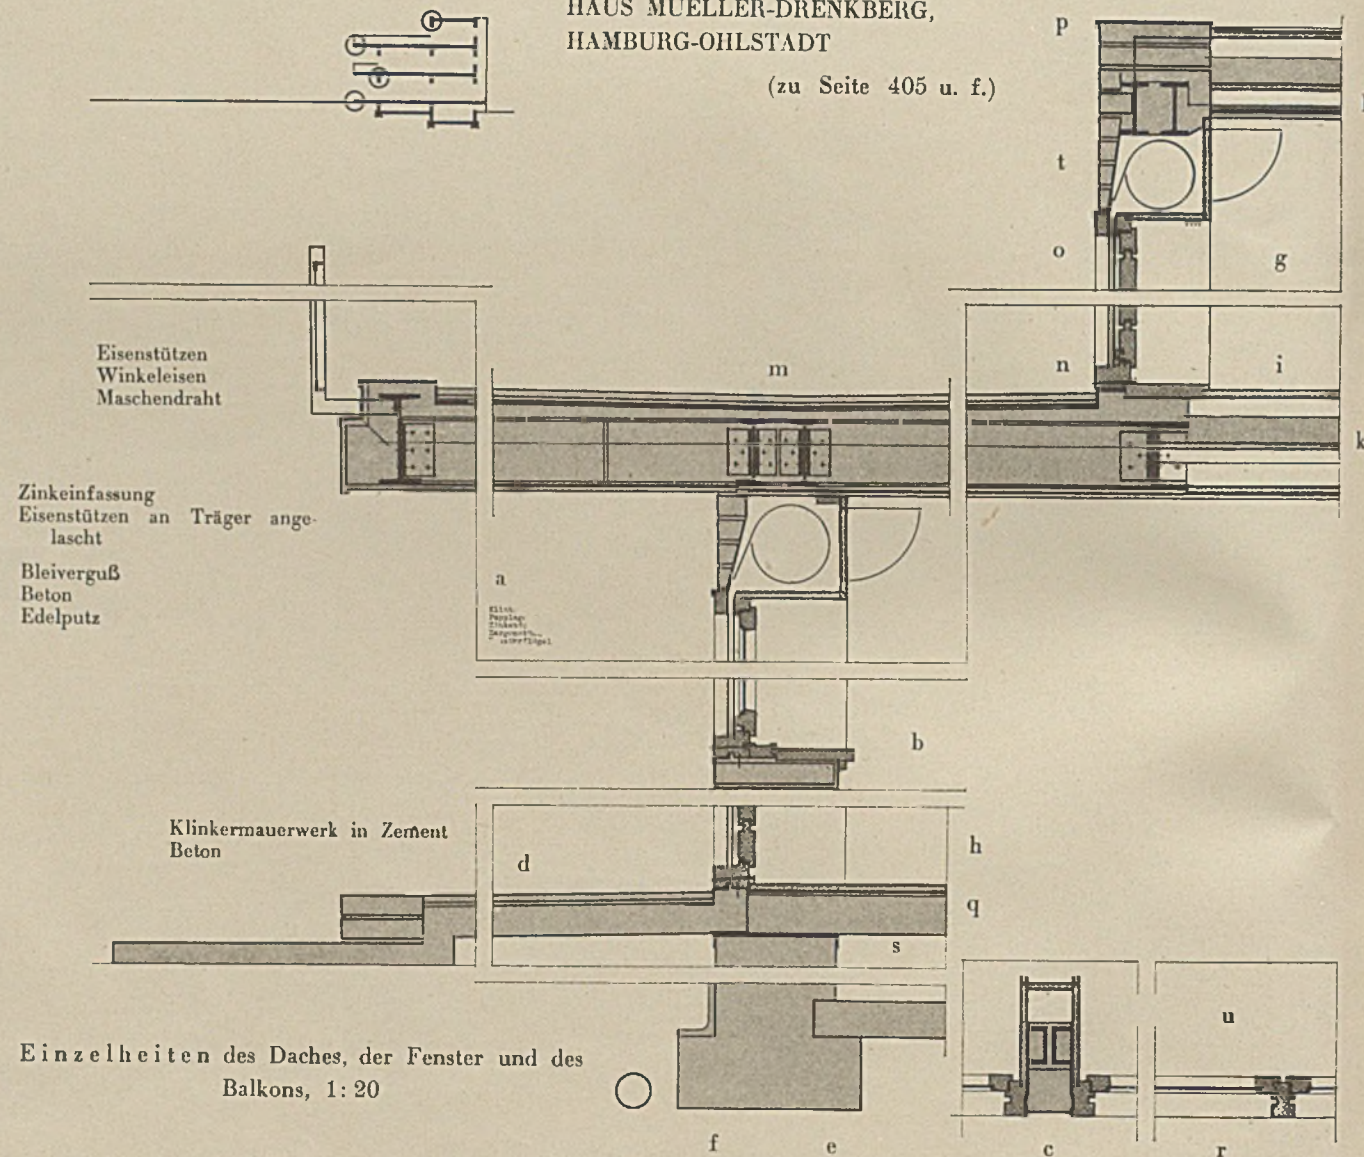 HAUS MUELLER-DRENKBERG,
HAMBURG-OHLSTADT
(zu Seite 405 u. f.)
p
t
o
g
Eisenstützen
Winkeleisen
Maschendraht
m
n
i
k
Zinkeinfassung
Eisenstützen an Träger ange-
lascht
Bleiverguß
Beton
Edelputz
a
b
Klinkermauerwerk in Zement
Beton
d
h
q
s
u
Einzelheiten des Daches, der Fenster und des
Balkons, 1:20
f
e
c
r